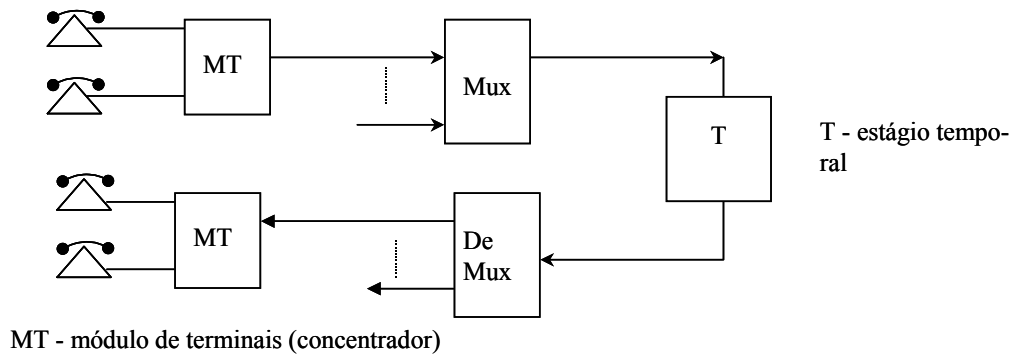 MT
Mux
T
T - estágio tempo-
ral
MT
De
Mux
MT - módulo de terminais (concentrador)